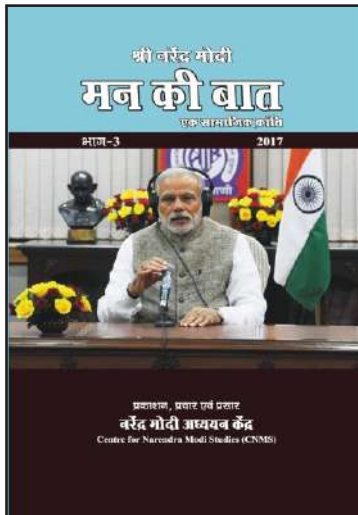 श्री नरेंद्र मोदी
मन की बात
एक सामाजिक क्रांति
भाग-3 2017
प्रकाशन, प्रचार एवं प्रसार
नरेंद्र मोदी अध्ययन केंद्र
Centre for Narendra Modi Studies (CNMS)